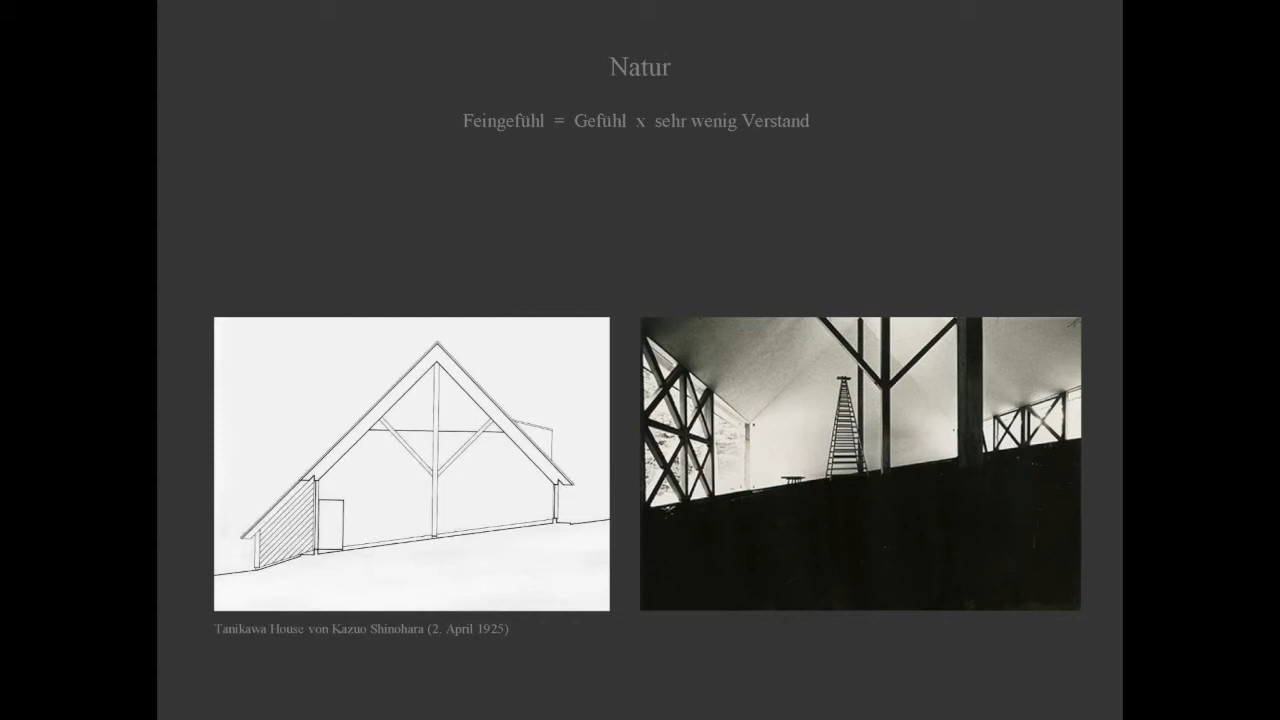 Natur
Feingefühl = Gefühl x sehr wenig Verstand
Tanikawa House von Kazuo Shinohara (2. April 1925)